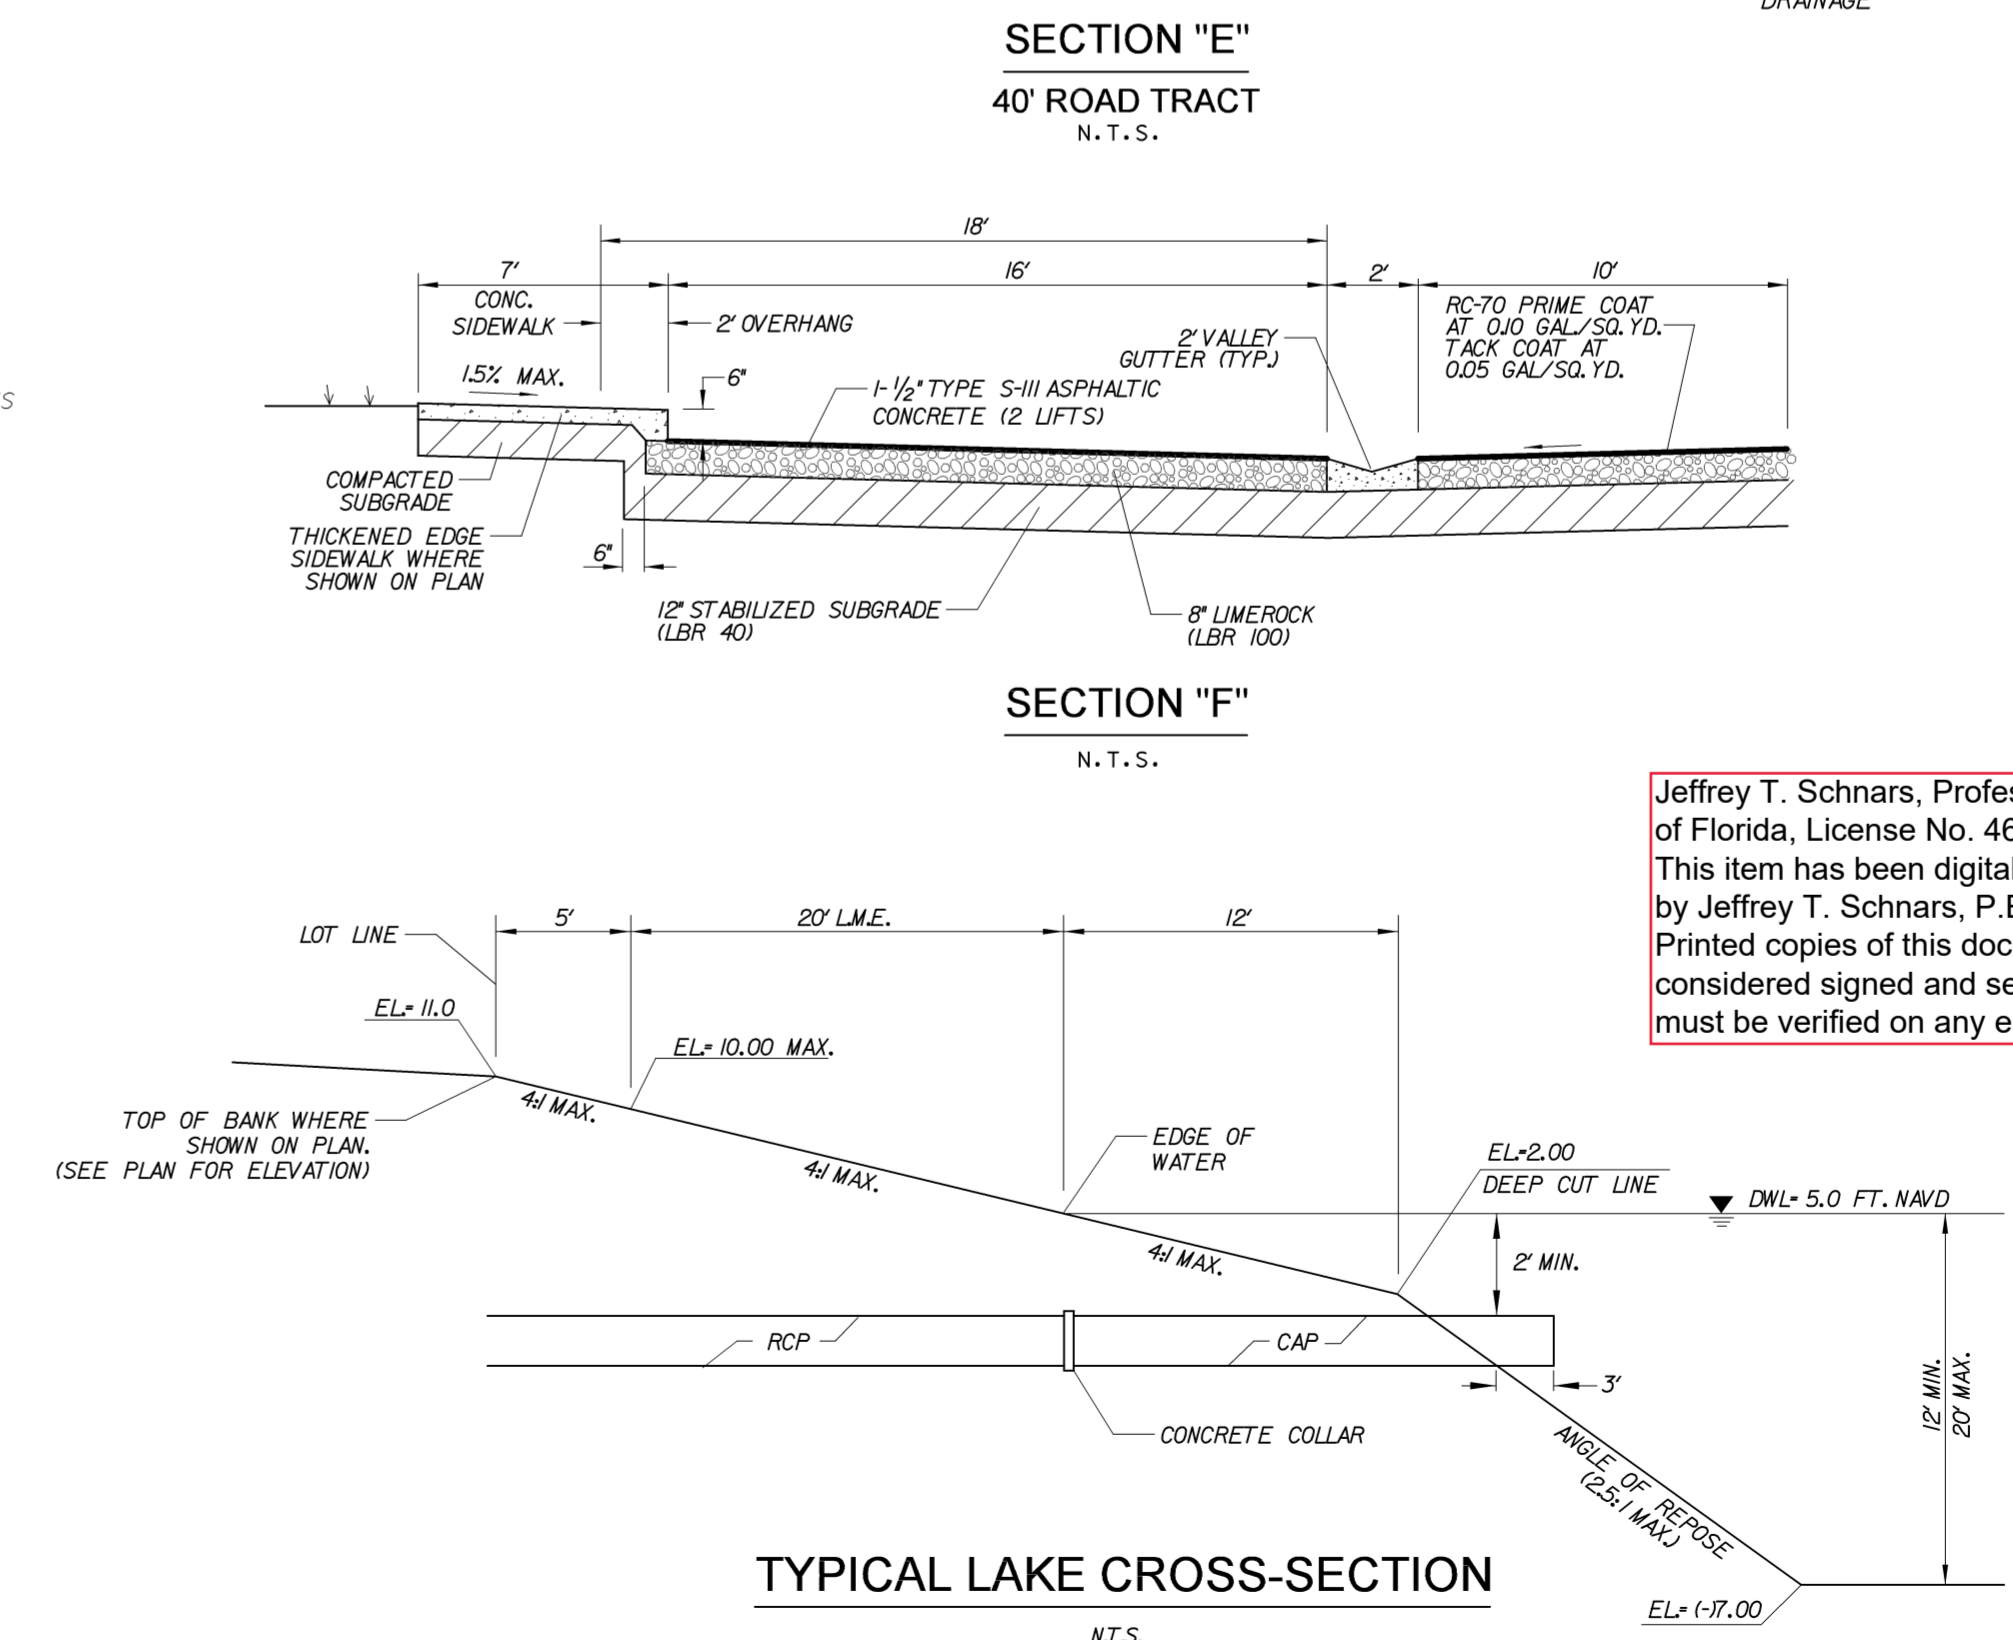 DRAINAGE
SECTION "E"
40' ROAD TRACT
N.T.S.
18'
7'
16'
2'
10'
CONC.
SIDEWALK
2' OVERHANG
2' VALLEY
GUTTER (TYP.)
RC-70 PRIME COAT
AT 0.10 GAL./SQ.YD.
TACK COAT AT
0.05 GAL/SQ.YD.
1.5% MAX.
6"
1-1/2" TYPE S-III ASPHALTIC
CONCRETE (2 LIFTS)
S
COMPACTED
SUBGRADE
THICKENED EDGE
SIDEWALK WHERE
SHOWN ON PLAN
6"
12" STABILIZED SUBGRADE
(LBR 40)
8" LIMEROCK
(LBR 100)
SECTION "F"
N.T.S.
Jeffrey T. Schnars, Profes
of Florida, License No. 46
This item has been digital
by Jeffrey T. Schnars, P.E
Printed copies of this doc
considered signed and se
must be verified on any e
LOT LINE
5'
20' L.M.E.
12'
EL.= 11.0
EL.= 10.00 MAX.
4:1 MAX.
TOP OF BANK WHERE
SHOWN ON PLAN.
(SEE PLAN FOR ELEVATION)
4:1 MAX.
EDGE OF
WATER
EL.=2.00
DEEP CUT LINE
DWL= 5.0 FT. NAVD
4:1 MAX.
2' MIN.
RCP
CAP
3'
12' MIN.
20' MAX.
CONCRETE COLLAR
ANGLE OF REPOSE
(2.5:1 MAX.)
TYPICAL LAKE CROSS-SECTION
EL.= (-)7.00
N.T.S.